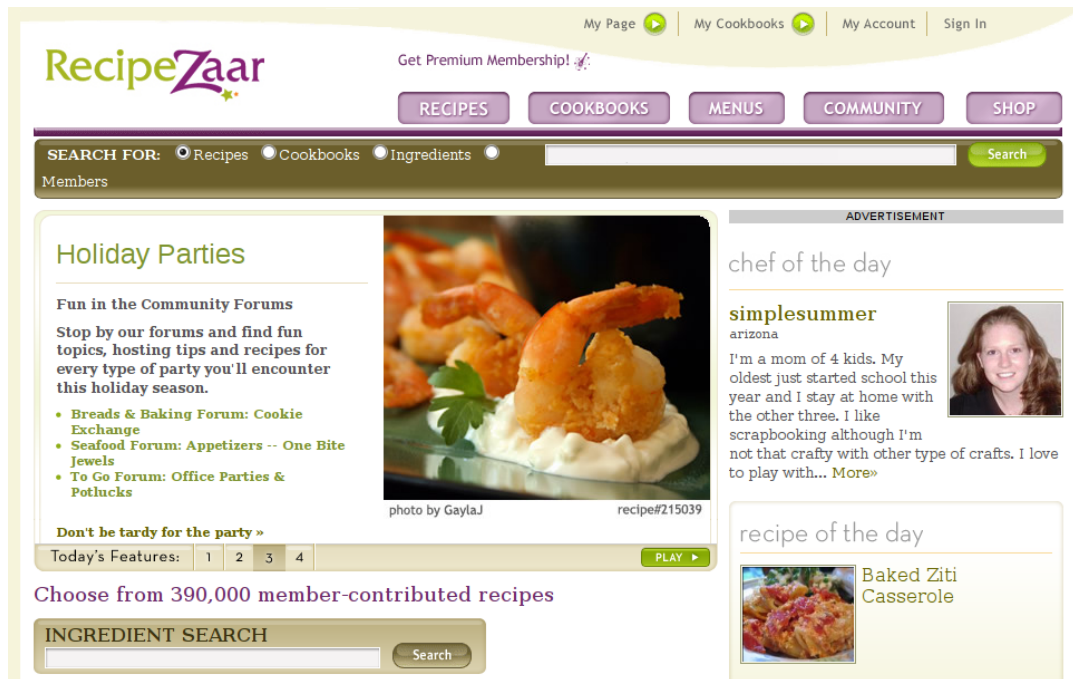 My Page
My Cookbooks
My Account
Sign In
RecipeZaar
Get Premium Membership!
RECIPES
COOKBOOKS
MENUS
COMMUNITY
SHOP
SEARCH FOR: Recipes Cookbooks Ingredients
Members
Search
Holiday Parties
Fun in the Community Forums
Stop by our forums and find fun
topics, hosting tips and recipes for
every type of party you'll encounter
this holiday season.
• Breads & Baking Forum: Cookie
Exchange
• Seafood Forum: Appetizers -- One Bite
Jewels
• To Go Forum: Office Parties &
Potlucks
Don't be tardy for the party »
photo by GaylaJ
recipe#215039
Today's Features: 1 2 3 4
PLAY
ADVERTISEMENT
chef of the day
simplesummer
arizona
I'm a mom of 4 kids. My
oldest just started school this
year and I stay at home with
the other three. I like
scrapbooking although I'm
not that crafty with other type of crafts. I love
to play with... More»
recipe of the day
Baked Ziti
Casserole
Choose from 390,000 member-contributed recipes
INGREDIENT SEARCH
Search